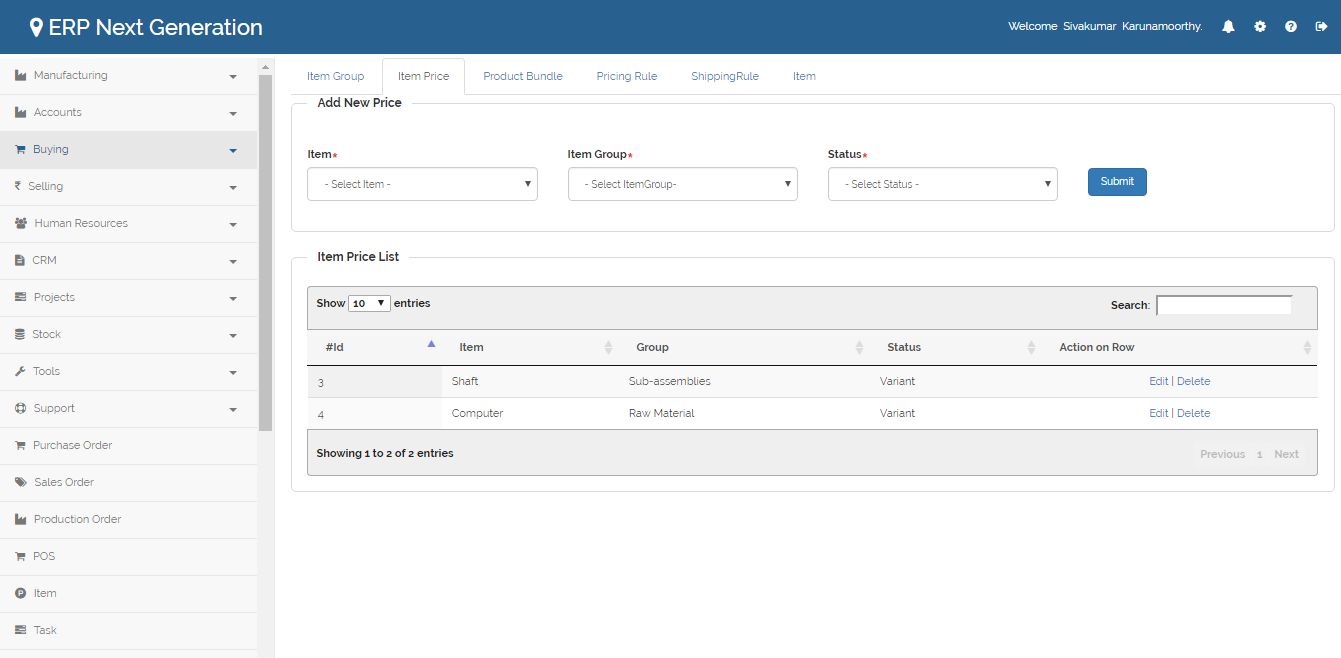 ERP Next Generation
Welcome Sivakumar Karunamoorthy.
Manufacturing
Accounts
Buying
Selling
Human Resources
CRM
Projects
Stock
Tools
Support
Purchase Order
Sales Order
Production Order
POS
Item
Task
Item Group Item Price Product Bundle Pricing Rule ShippingRule Item
Add New Price
Item* Item Group* Status*
- Select Item - - Select ItemGroup- - Select Status - Submit
Item Price List
Show 10 entries Search:
#Id Item Group Status Action on Row
3 Shaft Sub-assemblies Variant Edit | Delete
4 Computer Raw Material Variant Edit | Delete
Showing 1 to 2 of 2 entries Previous 1 Next